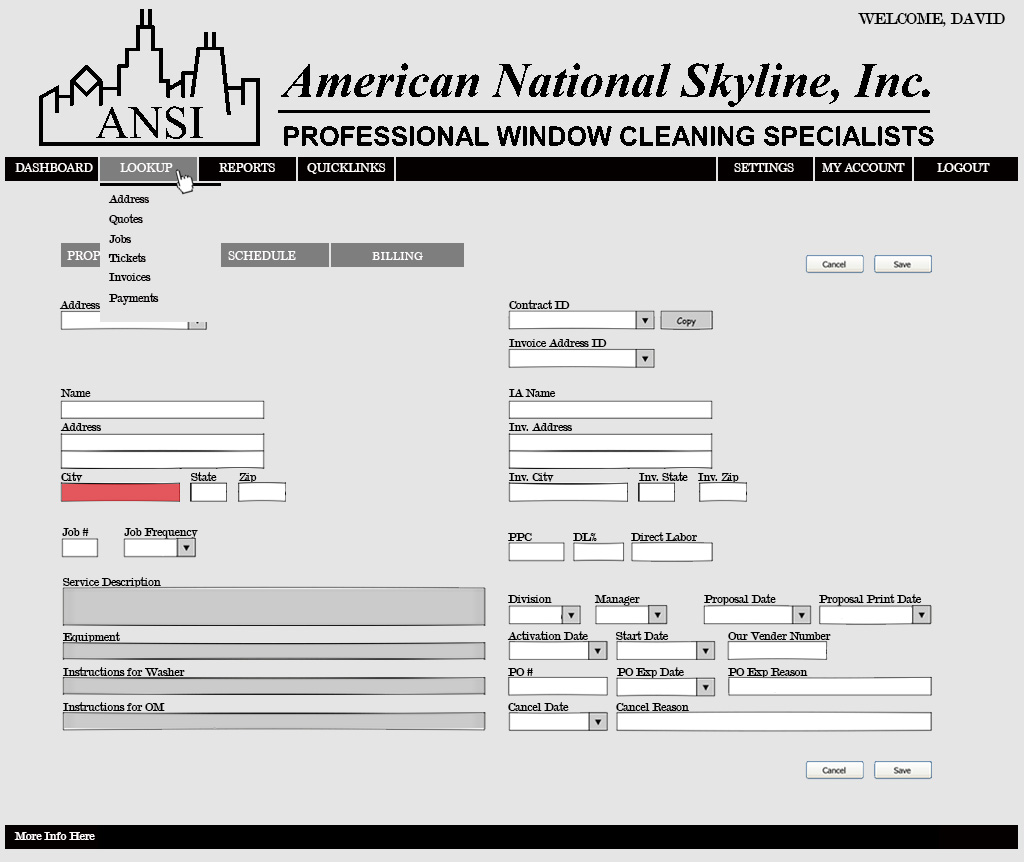 WELCOME, DAVID
ANSI
American National Skyline, Inc.
PROFESSIONAL WINDOW CLEANING SPECIALISTS
DASHBOARD LOOKUP REPORTS QUICKLINKS SETTINGS MY ACCOUNT LOGOUT
Address
Quotes
Jobs
Tickets
Invoices
Payments
PROP SCHEDULE BILLING
Cancel Save
Address Contract ID
Copy
Invoice Address ID
Name IA Name
Address Inv. Address
City State Zip Inv. City Inv. State Inv. Zip
Job # Job Frequency PPC DL% Direct Labor
Service Description
Division Manager Proposal Date Proposal Print Date
Equipment Activation Date Start Date Our Vender Number
Instructions for Washer PO # PO Exp Date PO Exp Reason
Instructions for OM Cancel Date Cancel Reason
Cancel Save
More Info Here